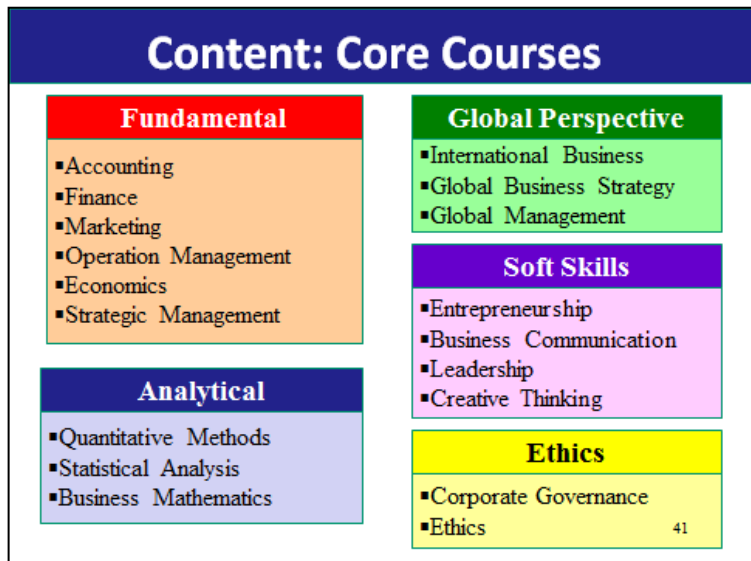 Content: Core Courses
Fundamental
▪Accounting
▪Finance
▪Marketing
▪Operation Management
▪Economics
▪Strategic Management
Analytical
▪Quantitative Methods
▪Statistical Analysis
▪Business Mathematics
Global Perspective
▪International Business
▪Global Business Strategy
▪Global Management
Soft Skills
▪Entrepreneurship
▪Business Communication
▪Leadership
▪Creative Thinking
Ethics
▪Corporate Governance
▪Ethics
41